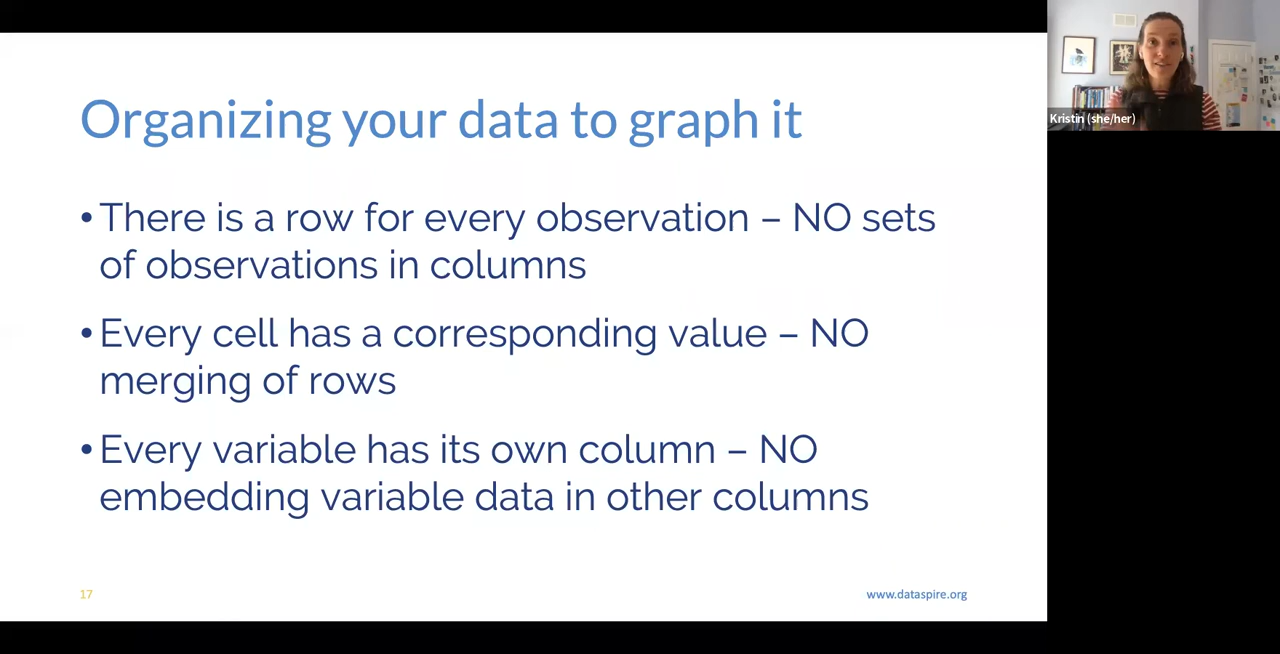 Organizing your data to graph it
• There is a row for every observation – NO sets
of observations in columns
• Every cell has a corresponding value – NO
merging of rows
• Every variable has its own column – NO
embedding variable data in other columns
17
www.dataspire.org
Kristin (she/her)